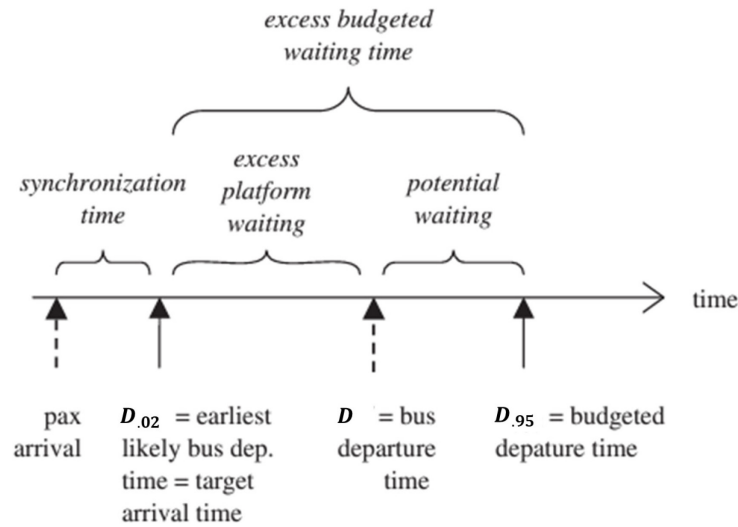 excess budgeted
waiting time
excess
platform
waiting
synchronization
time
potential
waiting
time
pax
arrival
D.02 = earliest
likely bus dep.
time = target
arrival time
D = bus
departure
time
D.95 = budgeted
depature time